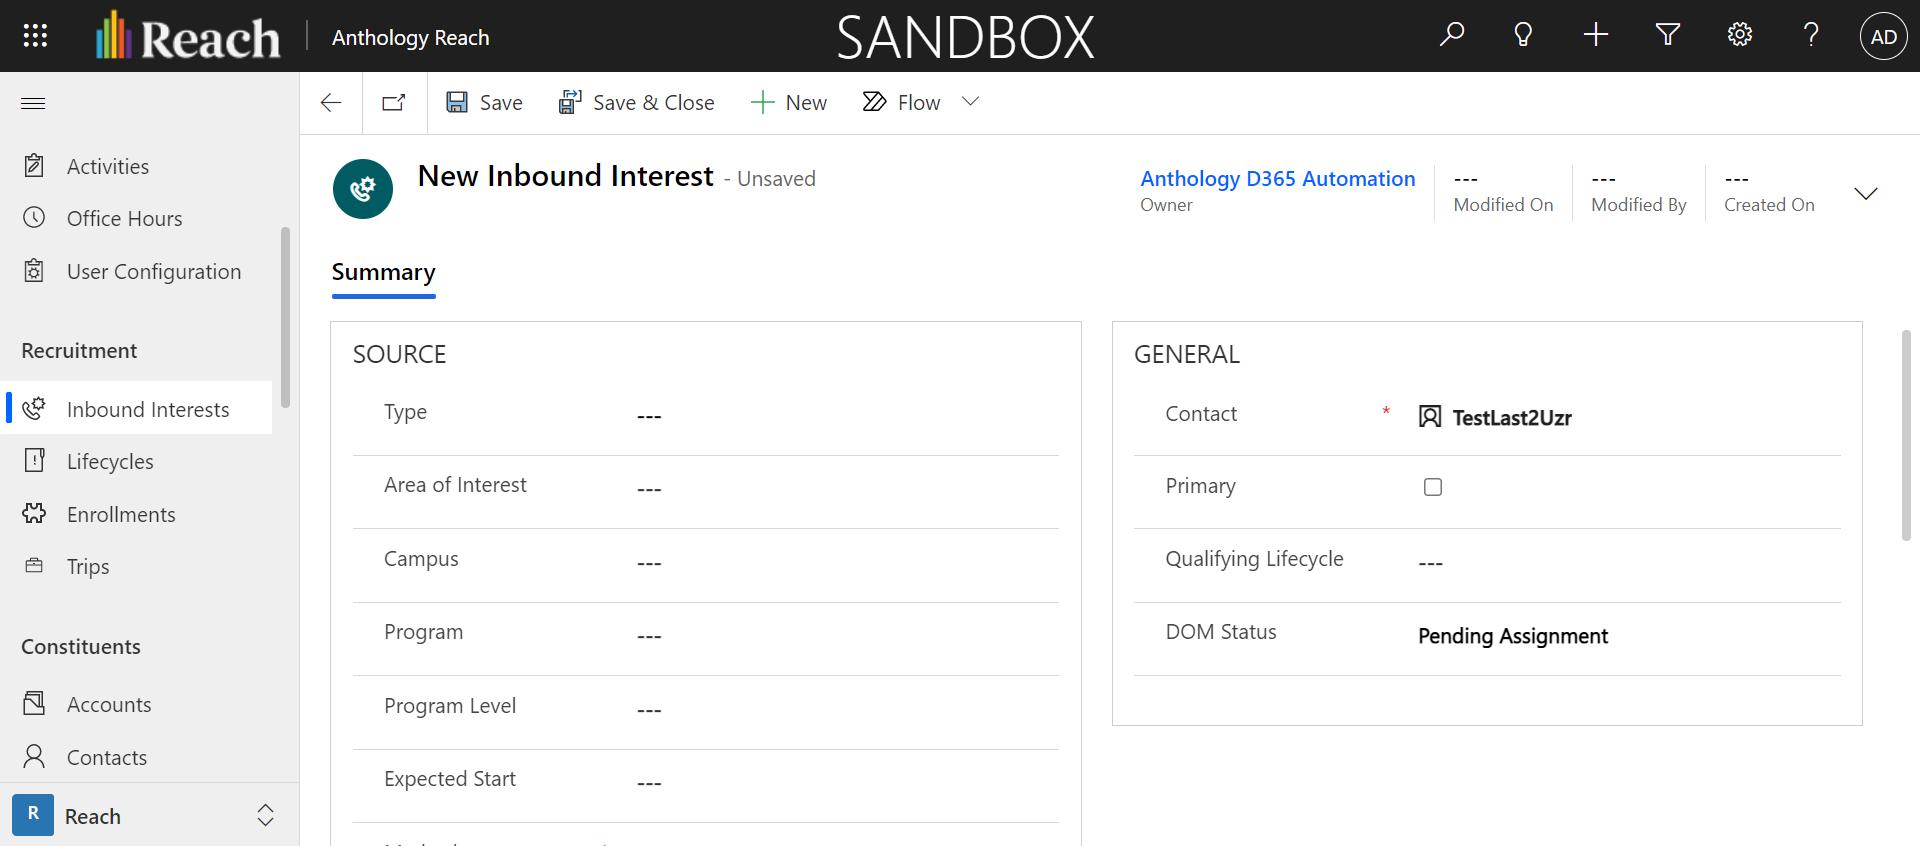 Reach
Anthology Reach
SANDBOX
AD
Save
Save & Close
New
Flow
Activities
Office Hours
User Configuration
Recruitment
Inbound Interests
Lifecycles
Enrollments
Trips
Constituents
Accounts
Contacts
R
Reach
New Inbound Interest - Unsaved
Anthology D365 Automation
Owner
---
Modified On
---
Modified By
---
Created On
Summary
SOURCE
Type ---
Area of Interest ---
Campus ---
Program ---
Program Level ---
Expected Start ---
GENERAL
Contact * TestLast2Uzr
Primary
Qualifying Lifecycle ---
DOM Status Pending Assignment